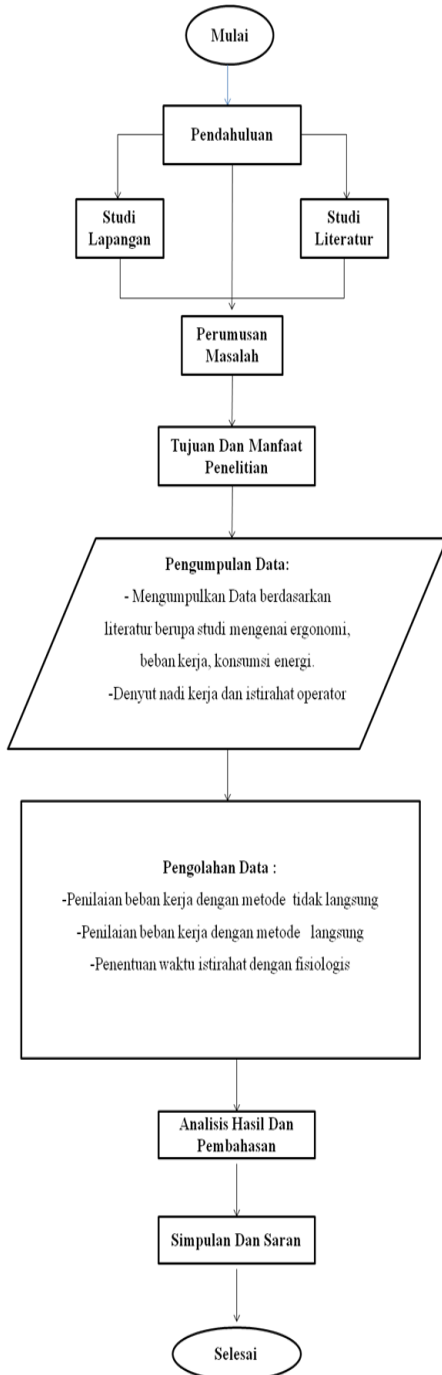 Mulai
Pendahuluan
Studi
Lapangan
Studi
Literatur
Perumusan
Masalah
Tujuan Dan Manfaat
Penelitian
Pengumpulan Data:
- Mengumpulkan Data berdasarkan
literatur berupa studi mengenai ergonomi,
beban kerja, konsumsi energi.
-Denyut nadi kerja dan istirahat operator
Pengolahan Data :
-Penilaian beban kerja dengan metode tidak langsung
-Penilaian beban kerja dengan metode langsung
-Penentuan waktu istirahat dengan fisiologis
Analisis Hasil Dan
Pembahasan
Simpulan Dan Saran
Selesai